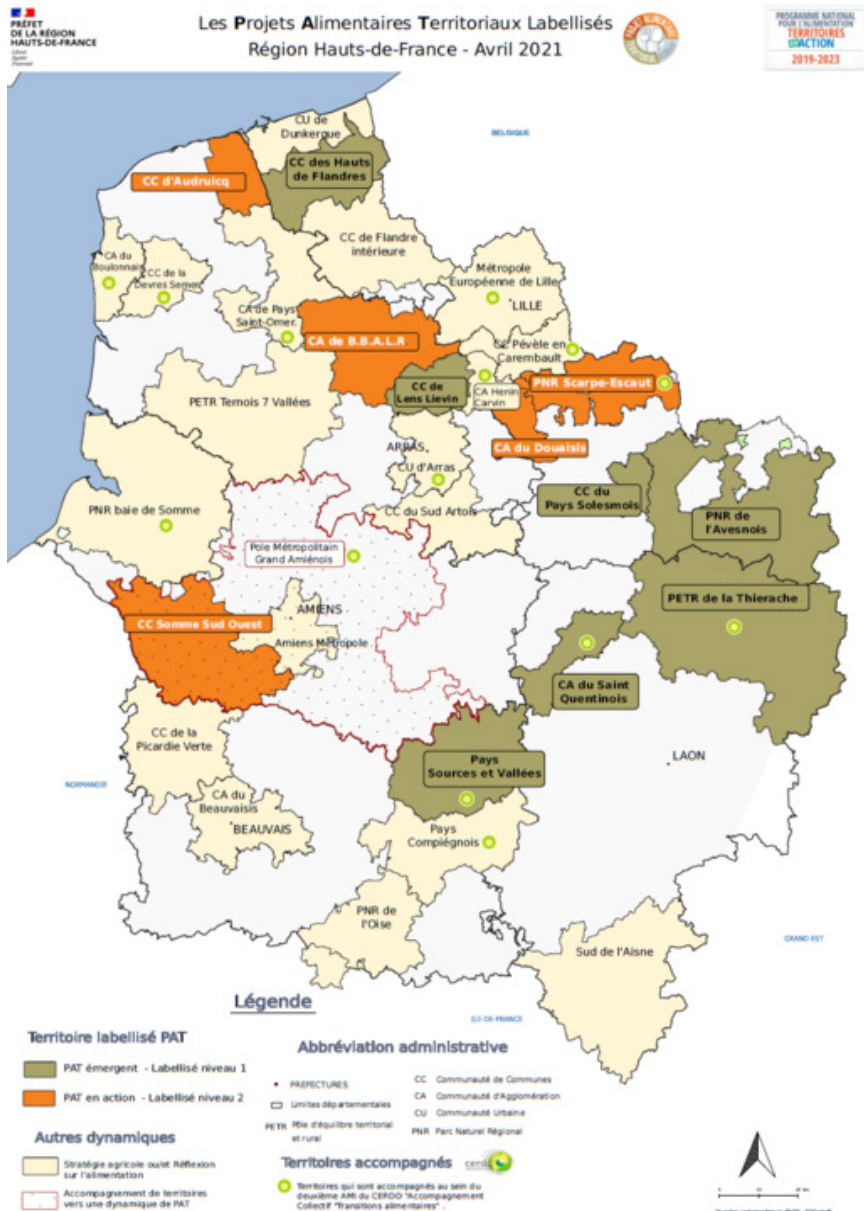 PRÉFET
DE LA RÉGION
HAUTS-DE-FRANCE
Liberté
Égalité
Fraternité
Les Projets Alimentaires Territoriaux Labellisés
Région Hauts-de-France - Avril 2021
PROJET ALIMENTAIRE
TERRITORIAL
PROGRAMME NATIONAL
POUR L'ALIMENTATION
TERRITOIRES
EN ACTION
2019-2023
CU de
Dunkerque
BELGIQUE
CC des Hauts
de Flandres
CC d'Audruicq
CC de Flandre
intérieure
CA du
Boulonnais
CC de la
Devres Semer
Métropole
Européenne de Lille
LILLE
CA de Pays
Saint-Omer
CA de B.B.A.L.R
CC Pévèle en
Carembault
CC de
Lens Lievin
CA Henin
Carvin
PNR Scarpe-Escaut
PETR Ternois 7 Vallées
ARRAS
CA du Douaisis
CU d'Arras
CC du
Pays Solesmois
PNR baie de Somme
CC du Sud Artois
PNR de
l'Avesnois
Pole Métropolitain
Grand Amiénois
PETR de la Thierache
CC Somme Sud Ouest
AMIENS
Amiens Métropole
CA du Saint
Quentinois
CC de la
Picardie Verte
Pays
Sources et Vallées
LAON
NORMANDIE
CA du
Beauvaisis
BEAUVAIS
Pays
Compiégnois
PNR de
l'Oise
GRAND EST
Sud de l'Aisne
ILE-DE-FRANCE
Légende
Territoire labellisé PAT
PAT émergent - Labellisé niveau 1
PAT en action - Labellisé niveau 2
Autres dynamiques
Stratégie agricole ou/et Réflexion
sur l'alimentation
Accompagnement de territoires
vers une dynamique de PAT
Abbréviation administrative
PREFECTURES
Limites départementales
PETR Pôle d'équilibre territorial
et rural
CC Communauté de Communes
CA Communauté d'Agglomération
CU Communauté Urbaine
PNR Parc Naturel Régional
Territoires accompagnés
cerdd
Territoires qui sont accompagnés au sein du
deuxième AMI du CERDD "Accompagnement
Collectif "Transitions alimentaires" .